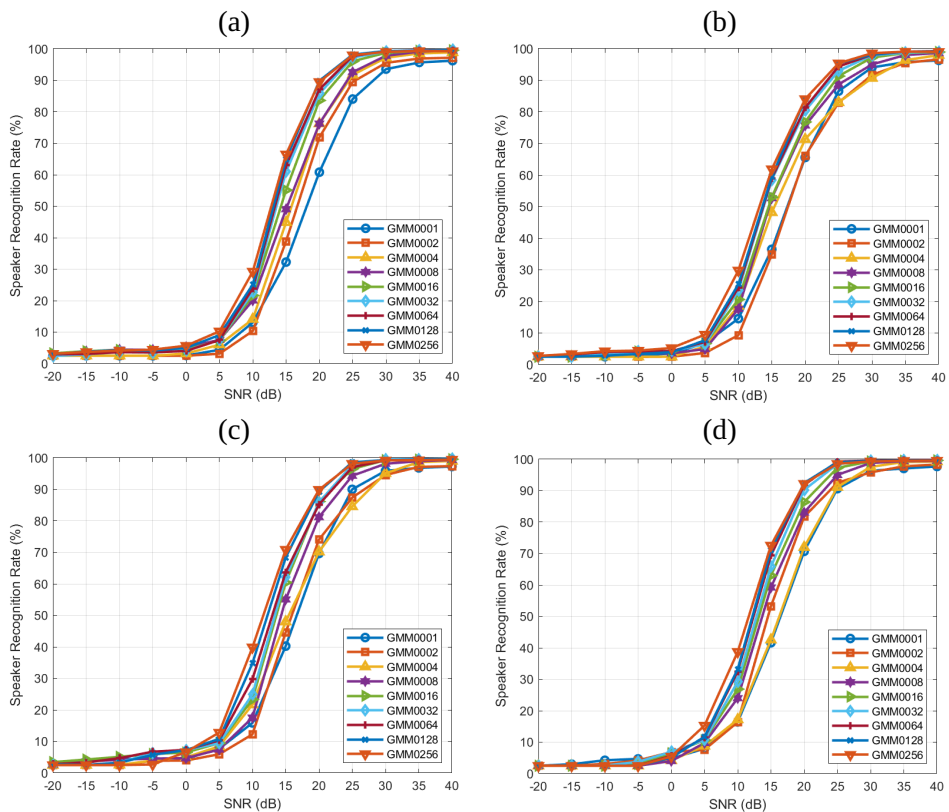 (a)
(b)
Speaker Recognition Rate (%)
100
90
80
70
60
50
40
30
20
10
0
GMM0001
GMM0002
GMM0004
GMM0008
GMM0016
GMM0032
GMM0064
GMM0128
GMM0256
-20 -15 -10 -5 0 5 10 15 20 25 30 35 40
SNR (dB)
Speaker Recognition Rate (%)
100
90
80
70
60
50
40
30
20
10
0
GMM0001
GMM0002
GMM0004
GMM0008
GMM0016
GMM0032
GMM0064
GMM0128
GMM0256
-20 -15 -10 -5 0 5 10 15 20 25 30 35 40
SNR (dB)
(c)
(d)
Speaker Recognition Rate (%)
100
90
80
70
60
50
40
30
20
10
0
GMM0001
GMM0002
GMM0004
GMM0008
GMM0016
GMM0032
GMM0064
GMM0128
GMM0256
-20 -15 -10 -5 0 5 10 15 20 25 30 35 40
SNR (dB)
Speaker Recognition Rate (%)
100
90
80
70
60
50
40
30
20
10
0
GMM0001
GMM0002
GMM0004
GMM0008
GMM0016
GMM0032
GMM0064
GMM0128
GMM0256
-20 -15 -10 -5 0 5 10 15 20 25 30 35 40
SNR (dB)